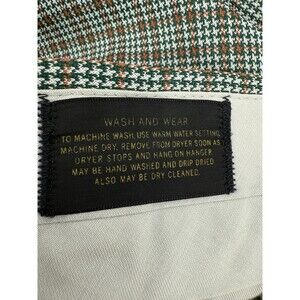 WASH AND WEAR
TO MACHINE WASH, USE WARM WATER SETTING
MACHINE DRY. REMOVE FROM DRYER SOON AS
DRYER STOPS AND HANG ON HANGER
MAY BE HAND WASHED AND DRIP DRIED
ALSO MAY BE DRY CLEANED.